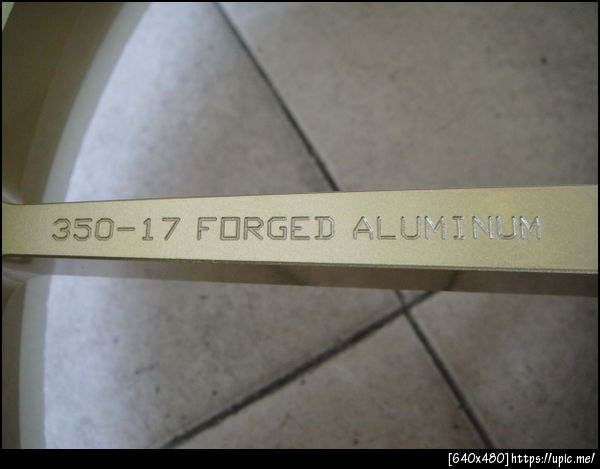 350-17 FORGED ALUMINUM
[640x480]https://upic.me/